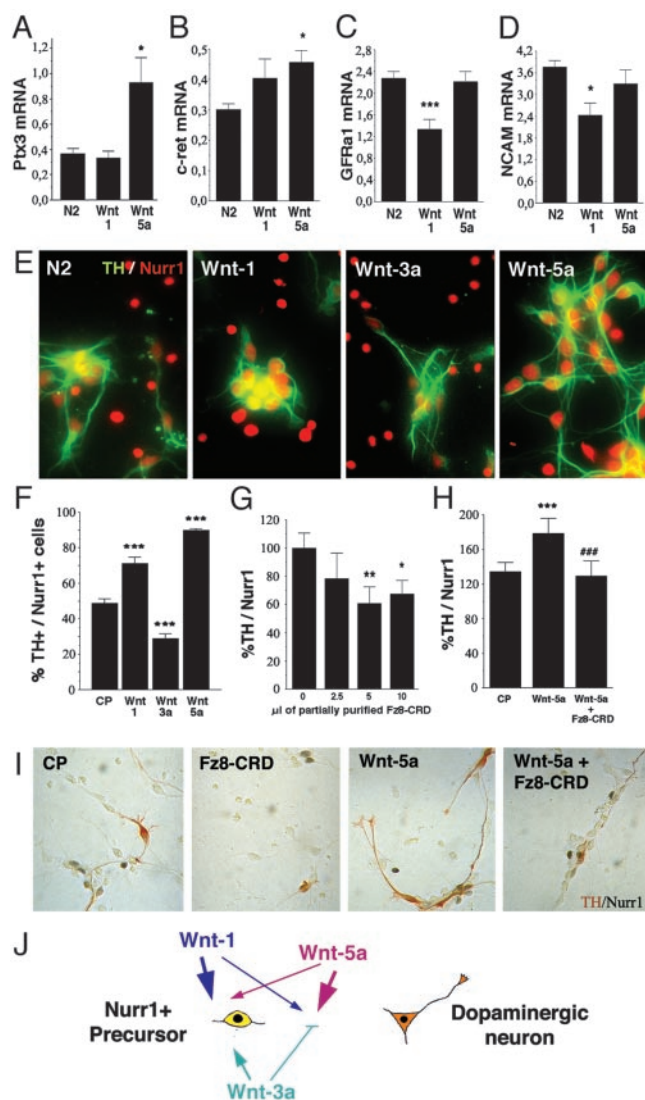 A
Ptx3 mRNA
1,2
1,0
0,8
0,6
0,4
0,2
0,0
*
N2 Wnt 1 Wnt 5a
B
c-ret mRNA
0,5
0,4
0,3
0,2
0,1
0,0
*
N2 Wnt 1 Wnt 5a
C
GFRa1 mRNA
2,8
2,4
2,0
1,6
1,2
0,8
0,4
0,0
***
N2 Wnt 1 Wnt 5a
D
NCAM mRNA
4,8
3,6
2,4
1,2
0,0
*
N2 Wnt 1 Wnt 5a
E
N2 TH / Nurr1
Wnt-1
Wnt-3a
Wnt-5a
F
% TH+ / Nurr1+ cells
100
80
60
40
20
0
*** *** ***
CP Wnt 1 Wnt 3a Wnt 5a
G
%TH / Nurr1
120
100
80
60
40
20
0
** *
0 2.5 5 10
µl of partially purified Fz8-CRD
H
%TH / Nurr1
200
160
120
80
40
0
*** ###
CP Wnt-5a Wnt-5a + Fz8-CRD
I
CP
Fz8-CRD
Wnt-5a
Wnt-5a +
Fz8-CRD
TH/Nurr1
J
Wnt-1
Wnt-5a
Nurr1+
Precursor
Dopaminergic
neuron
Wnt-3a